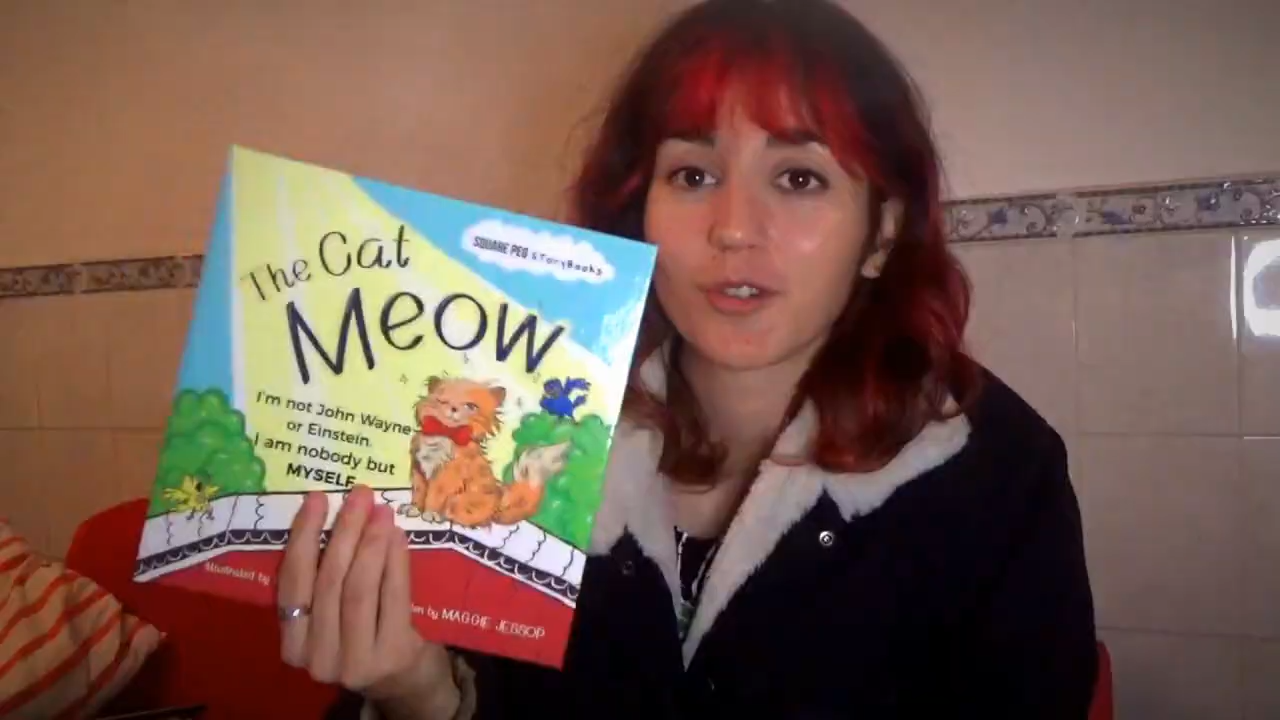 SQUARE PEG STORYBOOKS
The Cat
Meow
I'm not John Wayne
or Einstein.
I am nobody but
MYSELF
Illustrated by
by MAGGIE JESSOP